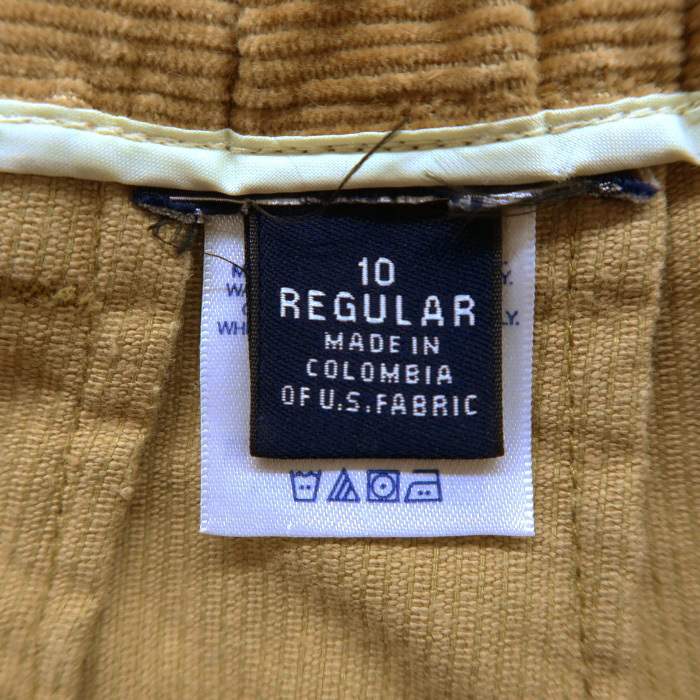 10
REGULAR
MADE IN
COLOMBIA
OF U.S. FABRIC